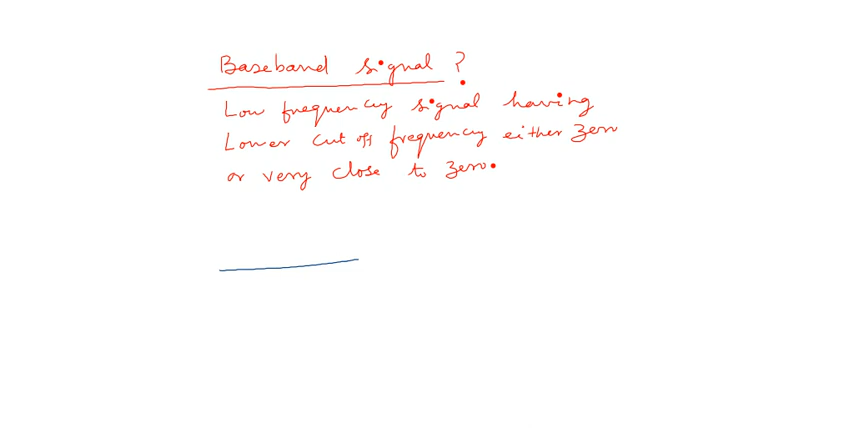 Baseband signal ?
Low frequency signal having
Lower cut off frequency either zero
or very close to zero.